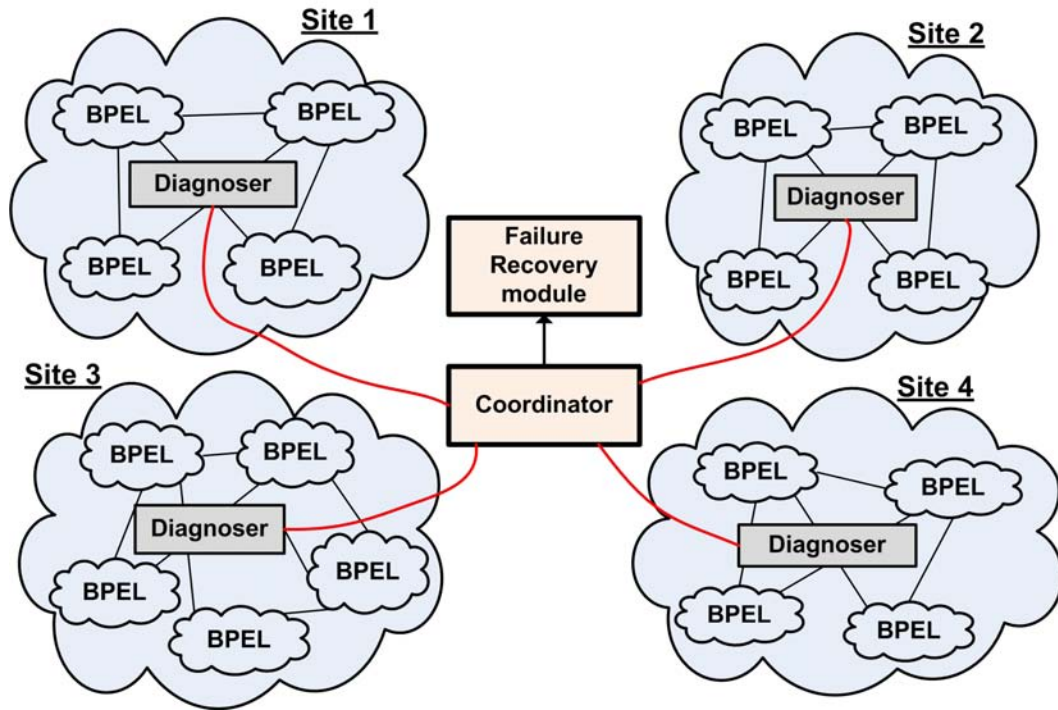 Site 1
BPEL
BPEL
Diagnoser
BPEL
BPEL
Site 2
BPEL
BPEL
Diagnoser
BPEL
BPEL
Failure
Recovery
module
Coordinator
Site 3
BPEL
BPEL
Diagnoser
BPEL
BPEL
BPEL
Site 4
BPEL
BPEL
Diagnoser
BPEL
BPEL